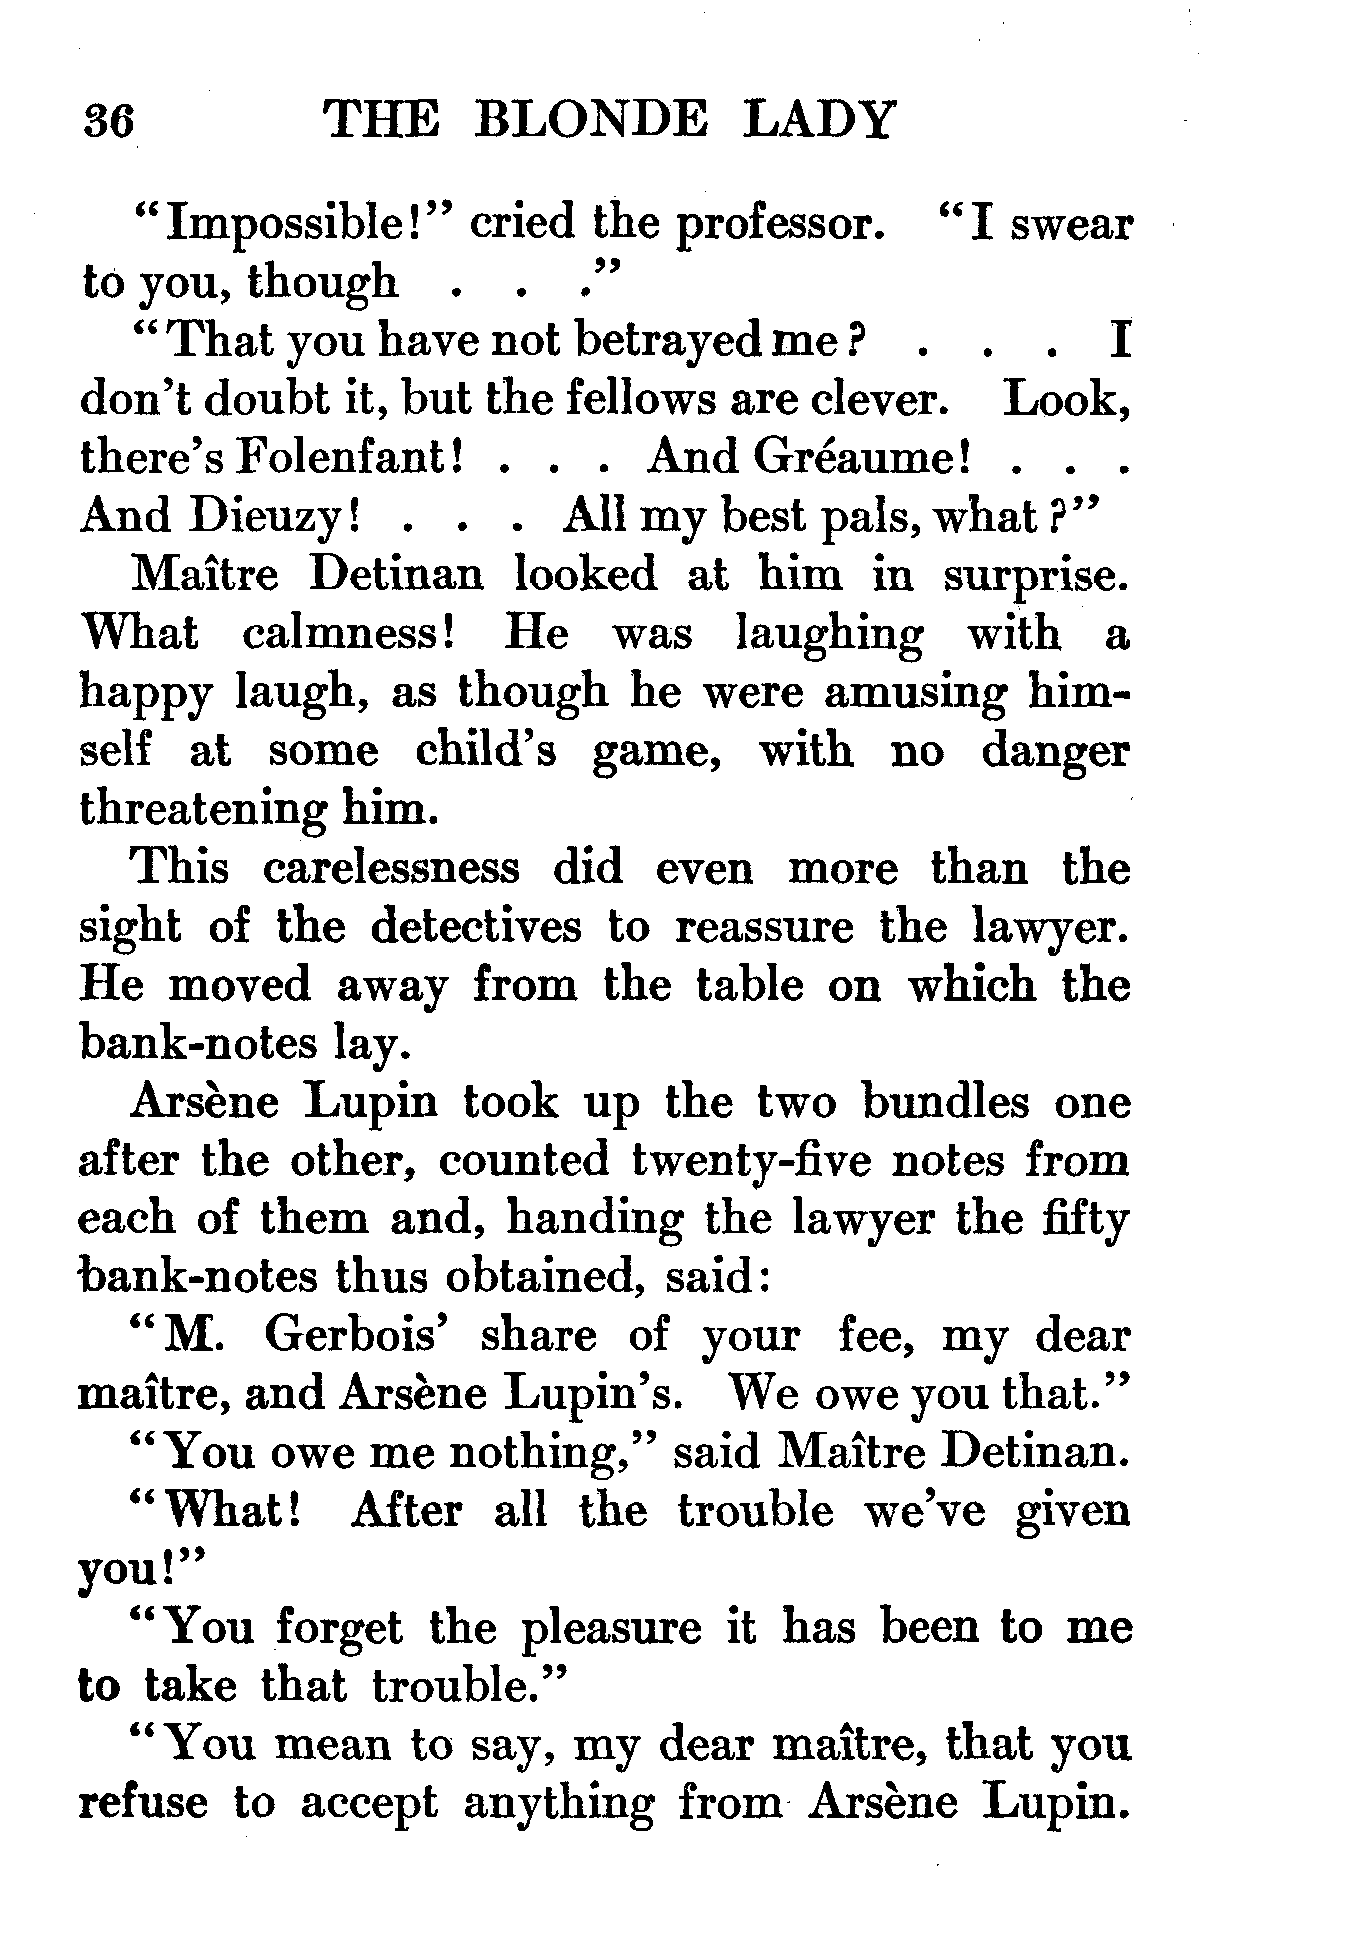 36 THE BLONDE LADY
“Impossible!” cried the professor. “I swear
to you, though . . .”
“That you have not betrayed me? . . . I
don't doubt it, but the fellows are clever. Look,
there's Folenfant! . . . And Gréaume! . . .
And Dieuzy! . . . All my best pals, what?”
Maître Detinan looked at him in surprise.
What calmness! He was laughing with a
happy laugh, as though he were amusing him-
self at some child's game, with no danger
threatening him.
This carelessness did even more than the
sight of the detectives to reassure the lawyer.
He moved away from the table on which the
bank-notes lay.
Arsène Lupin took up the two bundles one
after the other, counted twenty-five notes from
each of them and, handing the lawyer the fifty
bank-notes thus obtained, said:
“M. Gerbois' share of your fee, my dear
maître, and Arsène Lupin's. We owe you that.”
“You owe me nothing,” said Maître Detinan.
“What! After all the trouble we've given
you!”
“You forget the pleasure it has been to me
to take that trouble.”
“You mean to say, my dear maître, that you
refuse to accept anything from Arsène Lupin.